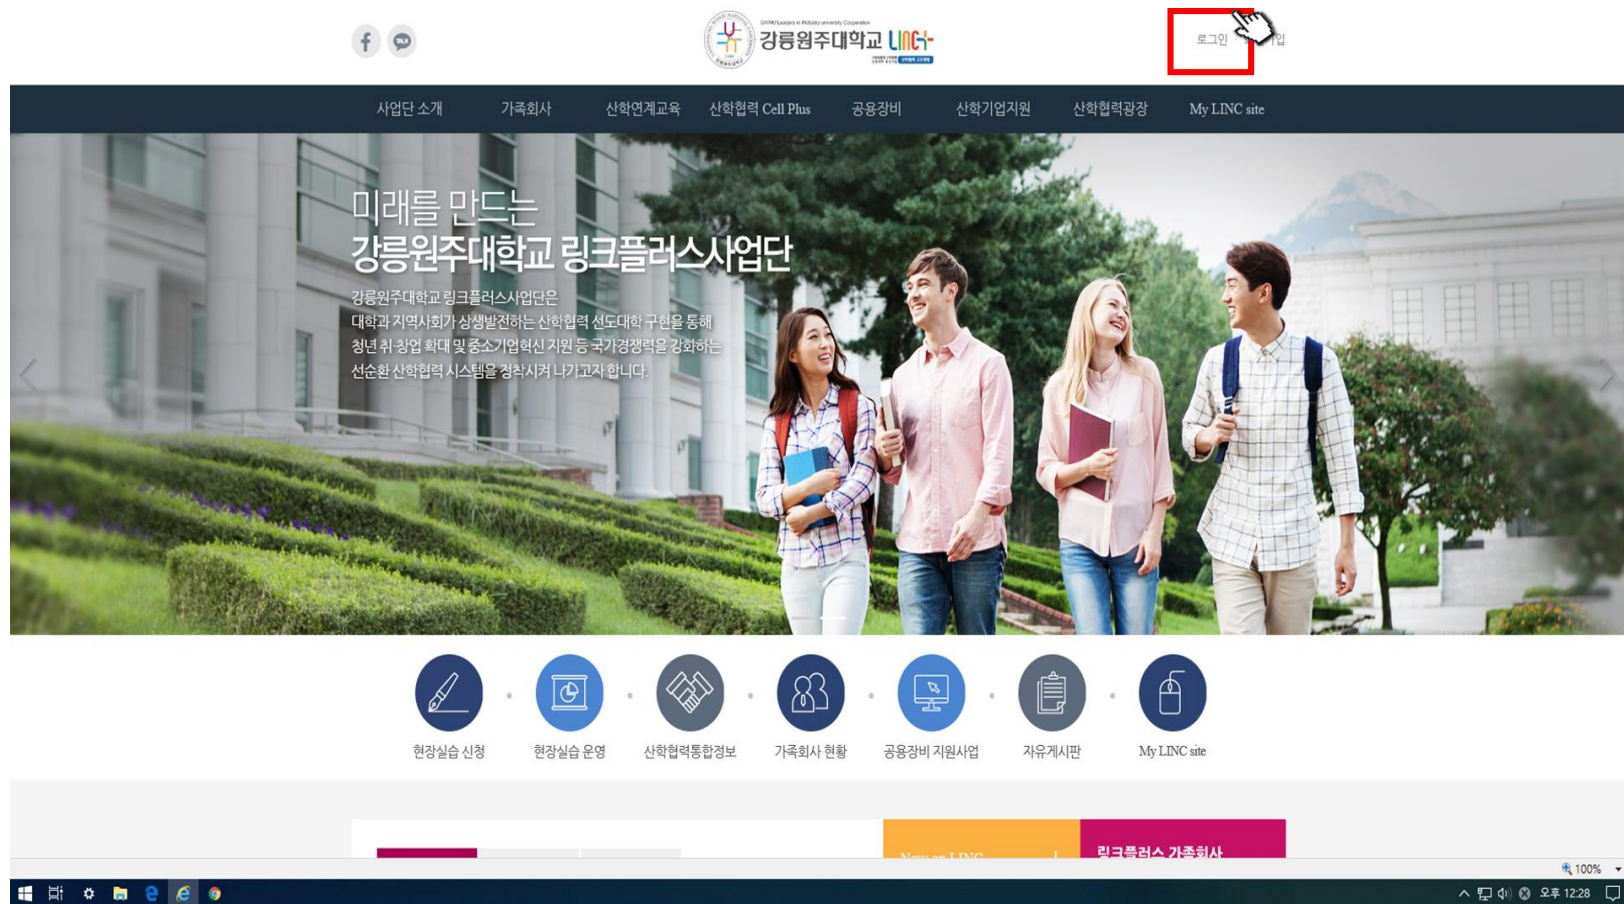 TALK
GWNU Leaders in INdustry-university Cooperation
강릉원주대학교 LINC+
로그인
사업단 소개 가족회사 산학연계교육 산학협력 Cell Plus 공용장비 산학기업지원 산학협력광장 My LINC site
미래를 만드는
강릉원주대학교 링크플러스사업단
강릉원주대학교 링크플러스사업단은
대학과 지역사회가 상생발전하는 산학협력 선도대학 구현을 통해
청년 취·창업 확대 및 중소기업혁신 지원 등 국가경쟁력을 강화하는
선순환 산학협력 시스템을 정착시켜 나가고자 합니다.
현장실습 신청 현장실습 운영 산학협력통합정보 가족회사 현황 공용장비 지원사업 자유게시판 My LINC site
Now on LINC
링크플러스 가족회사
100%
오후 12:28